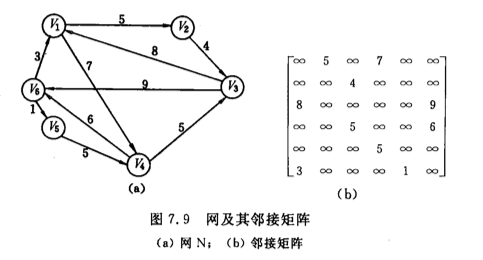 5
V₁
V₂
8
4
3
7
9
V₆
V₃
1
6
V₅
5
5
V₄
(a)
∞ 5 ∞ 7 ∞ ∞
∞ ∞ 4 ∞ ∞ ∞
8 ∞ ∞ ∞ ∞ 9
∞ ∞ 5 ∞ ∞ 6
∞ ∞ ∞ 5 ∞ ∞
3 ∞ ∞ ∞ 1 ∞
(b)
图 7.9 网及其邻接矩阵
(a) 网 N; (b) 邻接矩阵